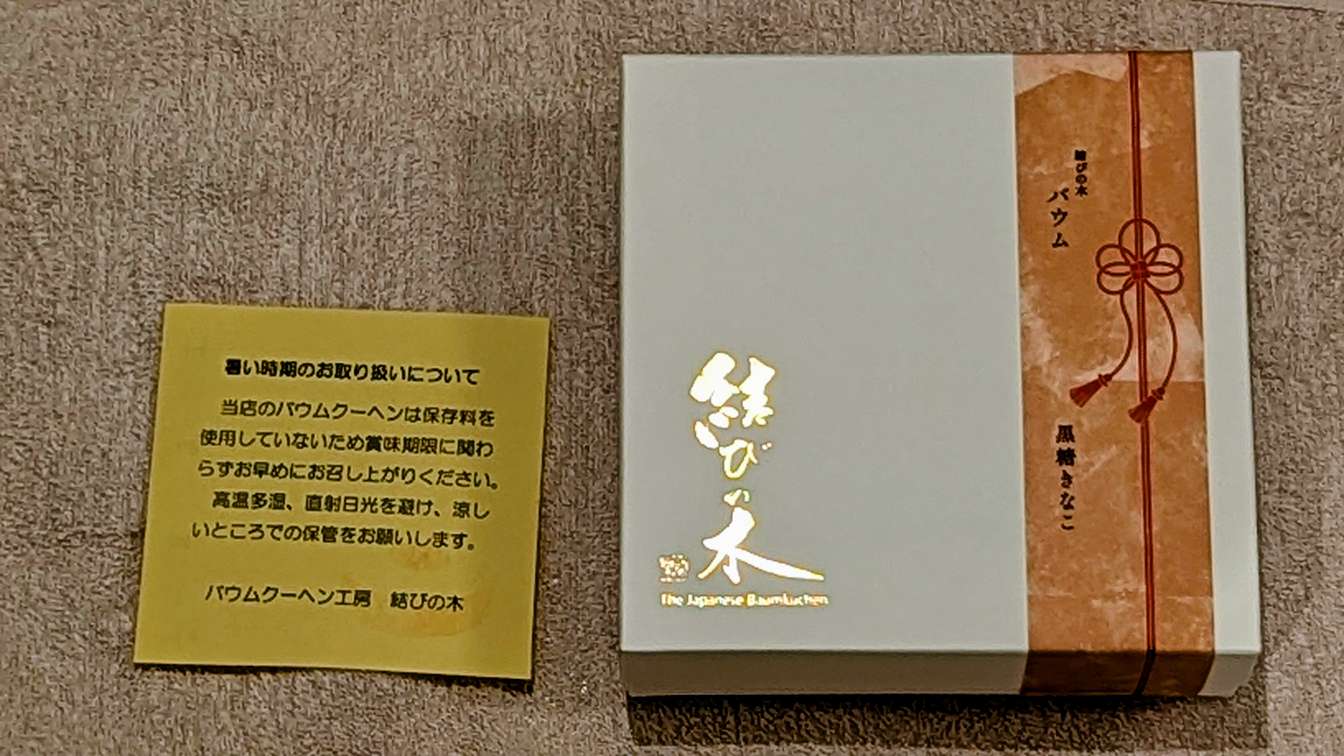 暑い時期のお取り扱いについて
当店のバウムクーヘンは保存料を
使用していないため賞味期限に関わ
らずお早めにお召し上がりください。
高温多湿、直射日光を避け、涼し
いところでの保管をお願いします。
バウムクーヘン工房 結びの木
結びの木
The Japanese Baumkuchen
結びの木
バウム
黒糖きなこ